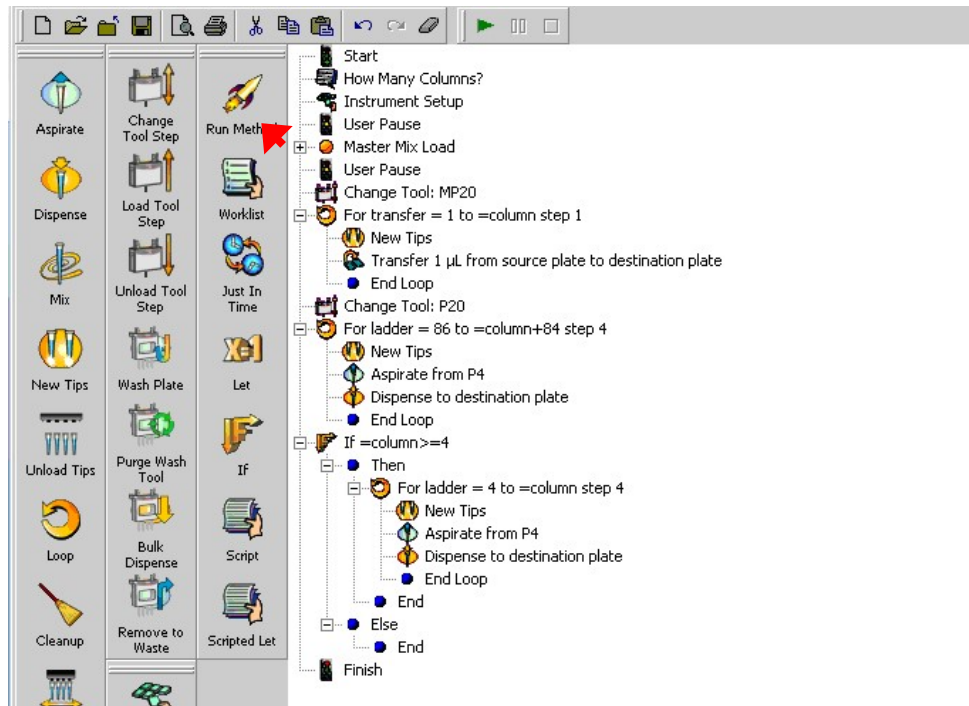 Aspirate
Dispense
Mix
New Tips
Unload Tips
Loop
Cleanup
Change
Tool Step
Load Tool
Step
Unload Tool
Step
Wash Plate
Purge Wash
Tool
Bulk
Dispense
Remove to
Waste
Run Method
Worklist
Just In
Time
X=1
Let
If
Script
Scripted Let
Start
How Many Columns?
Instrument Setup
User Pause
Master Mix Load
User Pause
Change Tool: MP20
For transfer = 1 to =column step 1
New Tips
Transfer 1 µL from source plate to destination plate
End Loop
Change Tool: P20
For ladder = 86 to =column+84 step 4
New Tips
Aspirate from P4
Dispense to destination plate
End Loop
If =column>=4
Then
For ladder = 4 to =column step 4
New Tips
Aspirate from P4
Dispense to destination plate
End Loop
End
Else
End
Finish